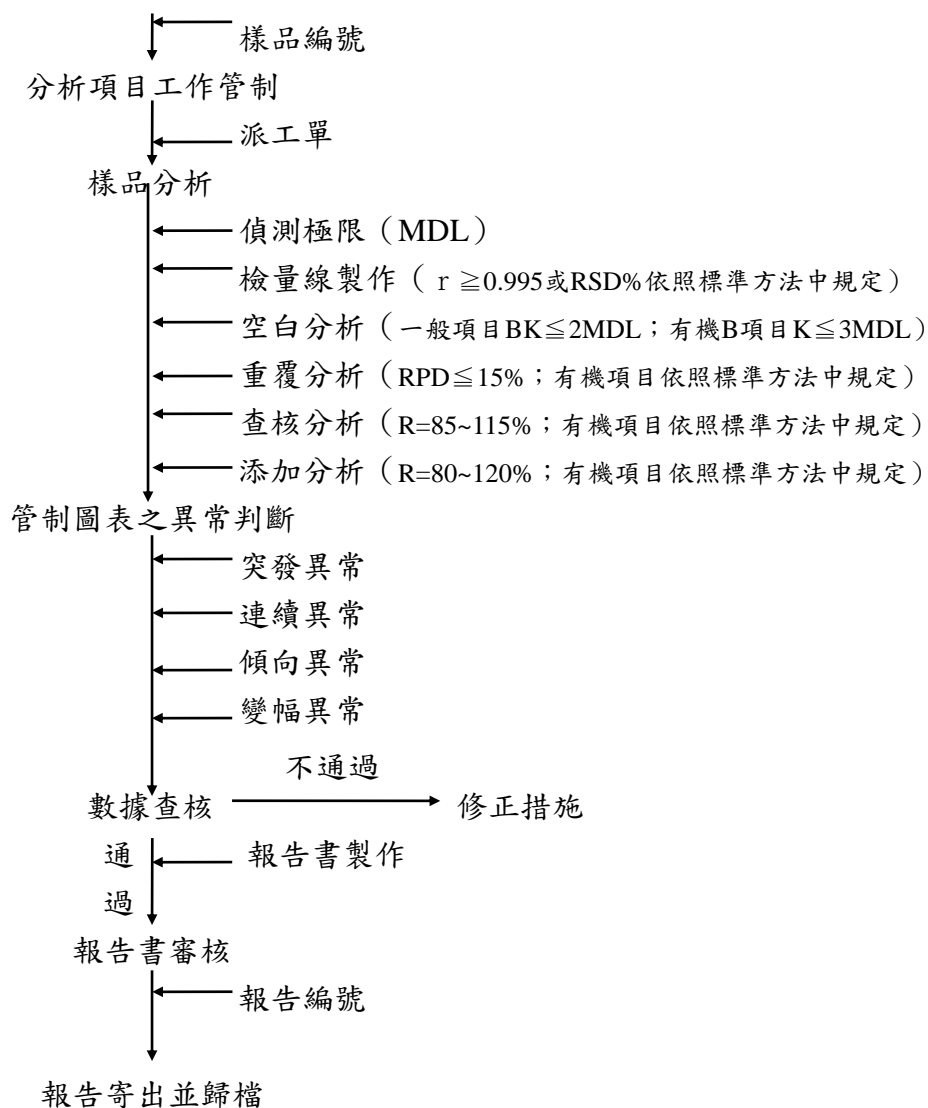 樣品編號
分析項目工作管制
派工單
樣品分析
偵測極限（MDL）
檢量線製作（ r ≧0.995或RSD%依照標準方法中規定）
空白分析（一般項目BK≦2MDL；有機B項目K≦3MDL）
重覆分析（RPD≦15%；有機項目依照標準方法中規定）
查核分析（R=85~115%；有機項目依照標準方法中規定）
添加分析（R=80~120%；有機項目依照標準方法中規定）
管制圖表之異常判斷
突發異常
連續異常
傾向異常
變幅異常
不通過
數據查核 修正措施
通 報告書製作
過
報告書審核
報告編號
報告寄出並歸檔